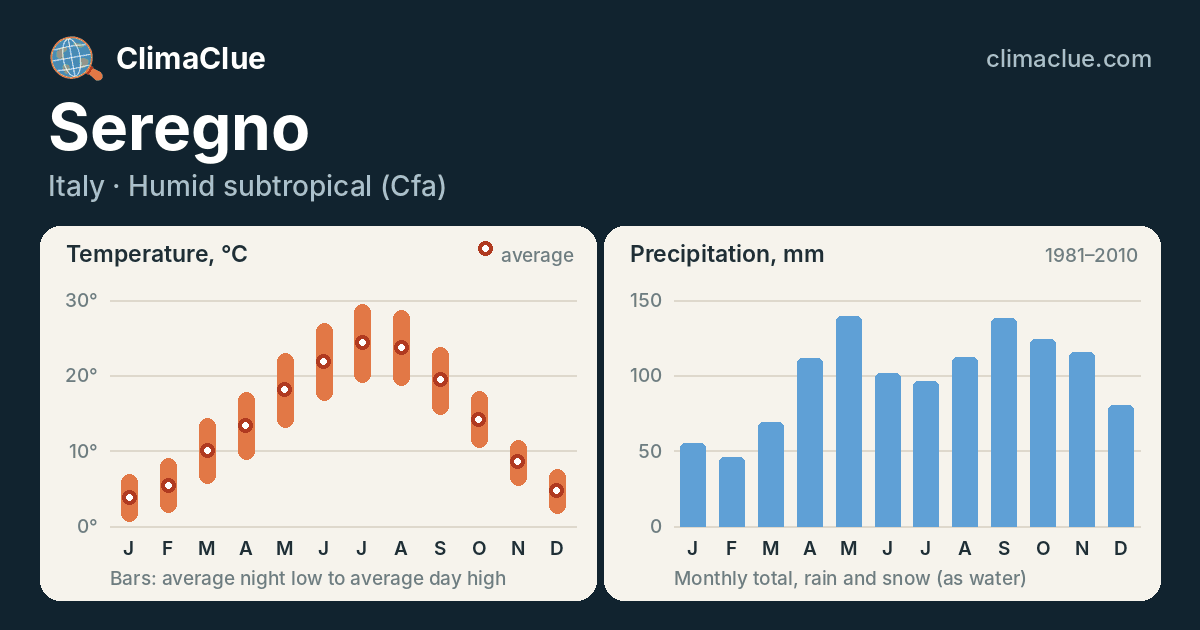 ClimaClue
climaclue.com
Seregno
Italy · Humid subtropical (Cfa)
Temperature, °C
average
30°
20°
10°
0°
J F M A M J J A S O N D
Bars: average night low to average day high
Precipitation, mm
1981–2010
150
100
50
0
J F M A M J J A S O N D
Monthly total, rain and snow (as water)